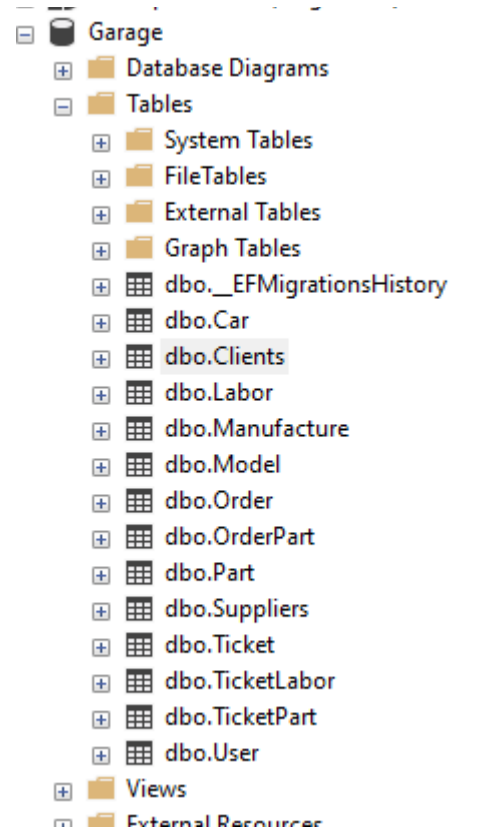 Garage
Database Diagrams
Tables
System Tables
FileTables
External Tables
Graph Tables
dbo.__EFMigrationsHistory
dbo.Car
dbo.Clients
dbo.Labor
dbo.Manufacture
dbo.Model
dbo.Order
dbo.OrderPart
dbo.Part
dbo.Suppliers
dbo.Ticket
dbo.TicketLabor
dbo.TicketPart
dbo.User
Views
External Resources